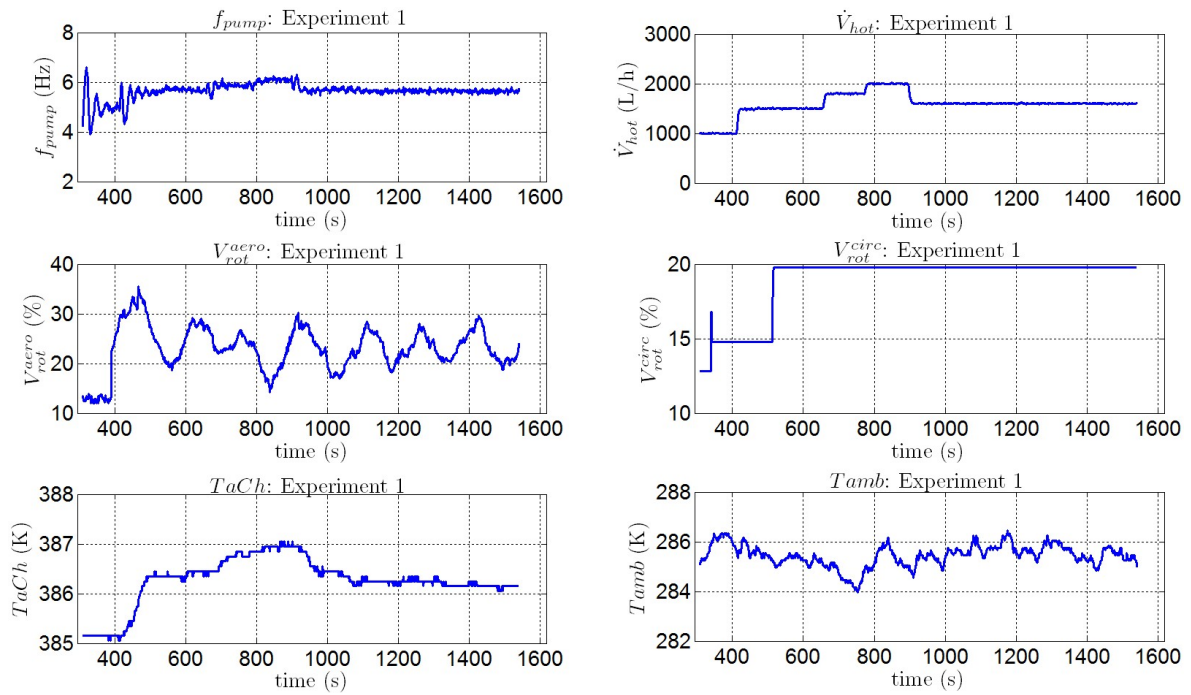 f_pump: Experiment 1
f_pump (Hz)
8
6
4
2
400 600 800 1000 1200 1400 1600
time (s)
V̇_hot: Experiment 1
V̇_hot (L/h)
3000
2000
1000
0
400 600 800 1000 1200 1400 1600
time (s)
V_rot^aero: Experiment 1
V_rot^aero (%)
40
30
20
10
400 600 800 1000 1200 1400 1600
time (s)
V_rot^circ: Experiment 1
V_rot^circ (%)
20
15
10
400 600 800 1000 1200 1400 1600
time (s)
TaCh: Experiment 1
TaCh (K)
388
387
386
385
400 600 800 1000 1200 1400 1600
time (s)
Tamb: Experiment 1
Tamb (K)
288
286
284
282
400 600 800 1000 1200 1400 1600
time (s)